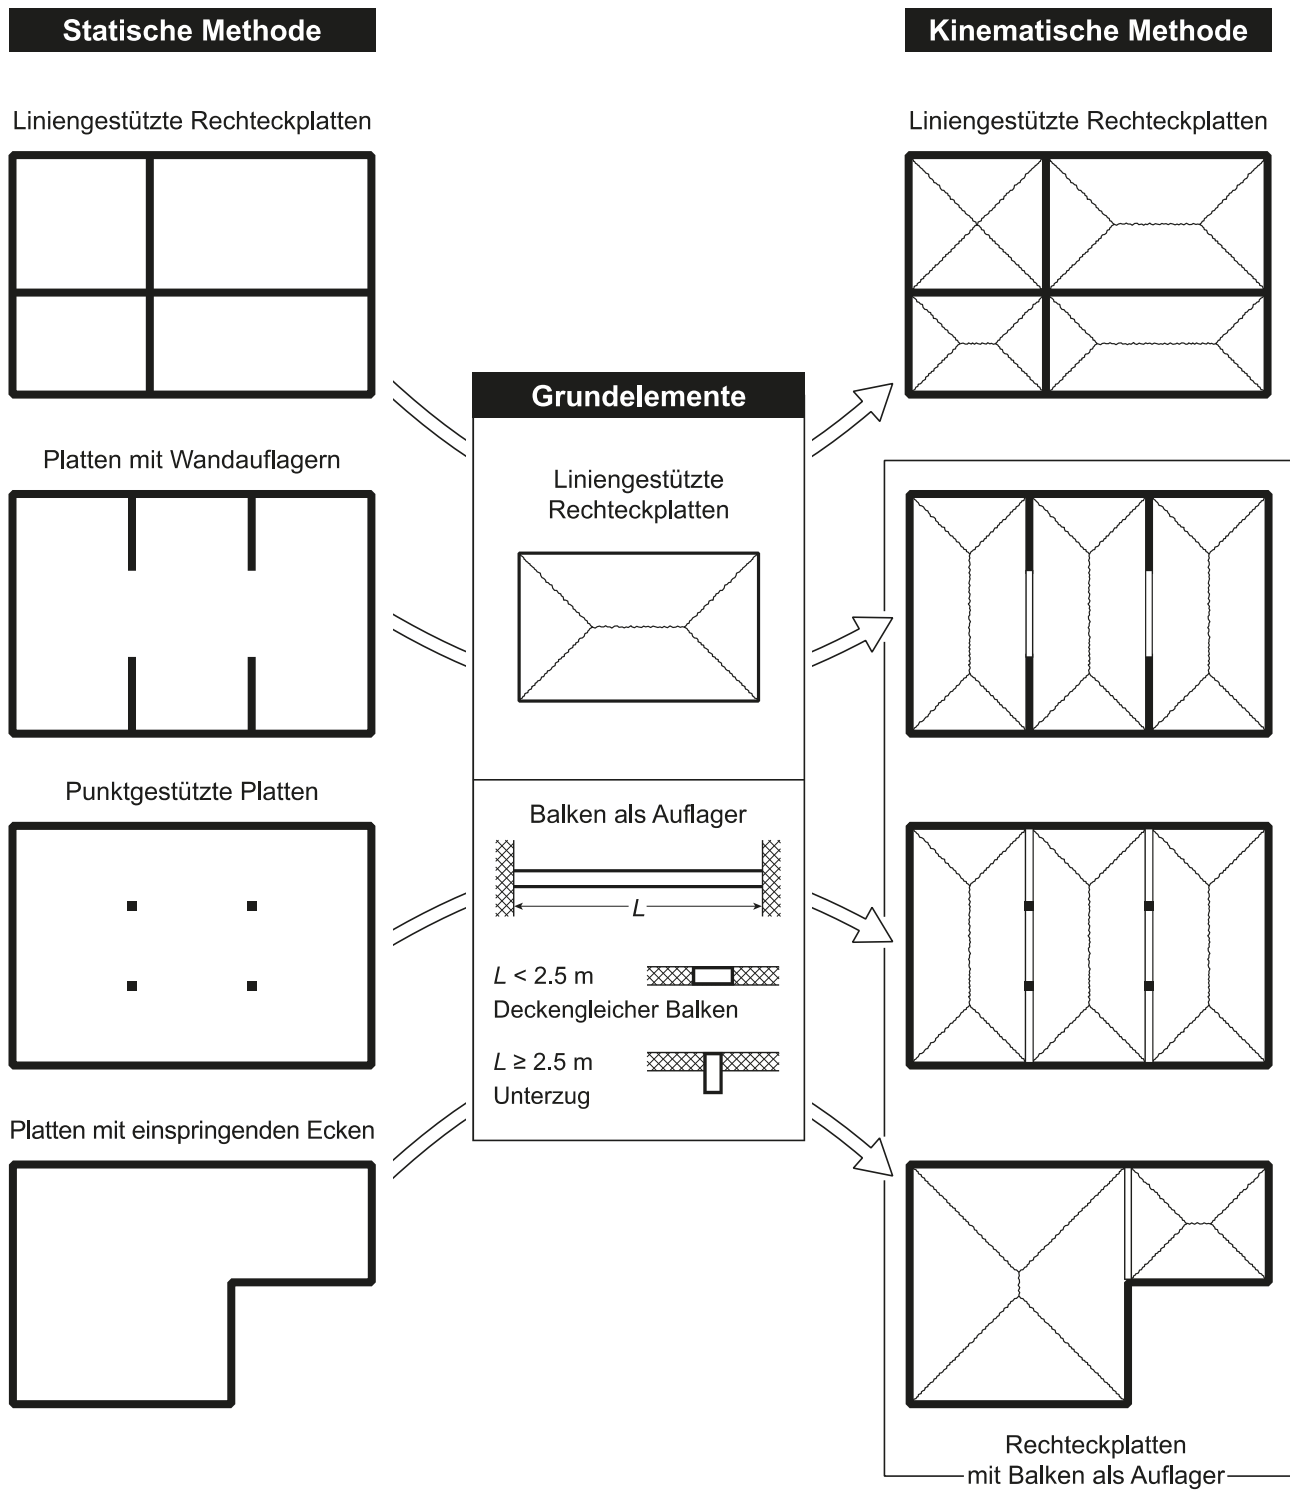 Statische Methode
Liniengestützte Rechteckplatten
Platten mit Wandauflagern
Punktgestützte Platten
Platten mit einspringenden Ecken
Grundelemente
Liniengestützte
Rechteckplatten
Balken als Auflager
L
L < 2.5 m
Deckengleicher Balken
L ≥ 2.5 m
Unterzug
Kinematische Methode
Liniengestützte Rechteckplatten
Rechteckplatten
mit Balken als Auflager